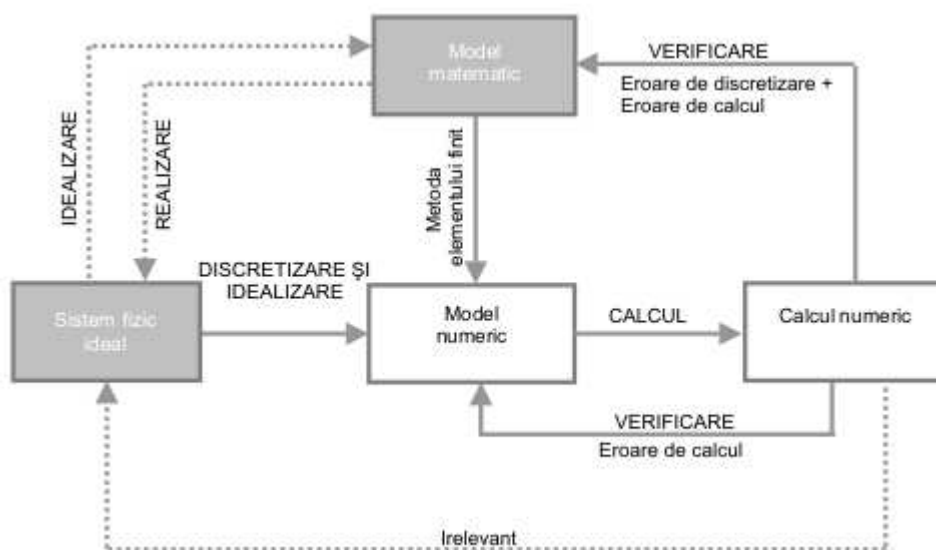 Model
matematic
VERIFICARE
Eroare de discretizare +
Eroare de calcul
IDEALIZARE
REALIZARE
Metoda
elementului finit
DISCRETIZARE ŞI
IDEALIZARE
Sistem fizic
ideal
Model
numeric
CALCUL
Calcul numeric
VERIFICARE
Eroare de calcul
Irelevant